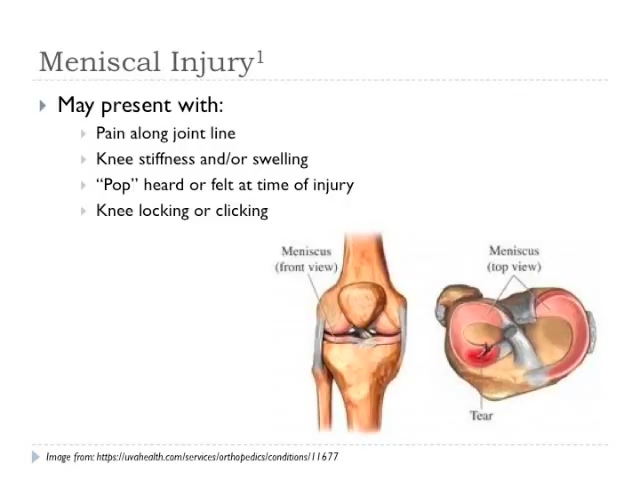 Meniscal Injury¹
May present with:
Pain along joint line
Knee stiffness and/or swelling
“Pop” heard or felt at time of injury
Knee locking or clicking
Meniscus
(front view)
Meniscus
(top view)
Tear
Image from: https://uvahealth.com/services/orthopedics/conditions/11677